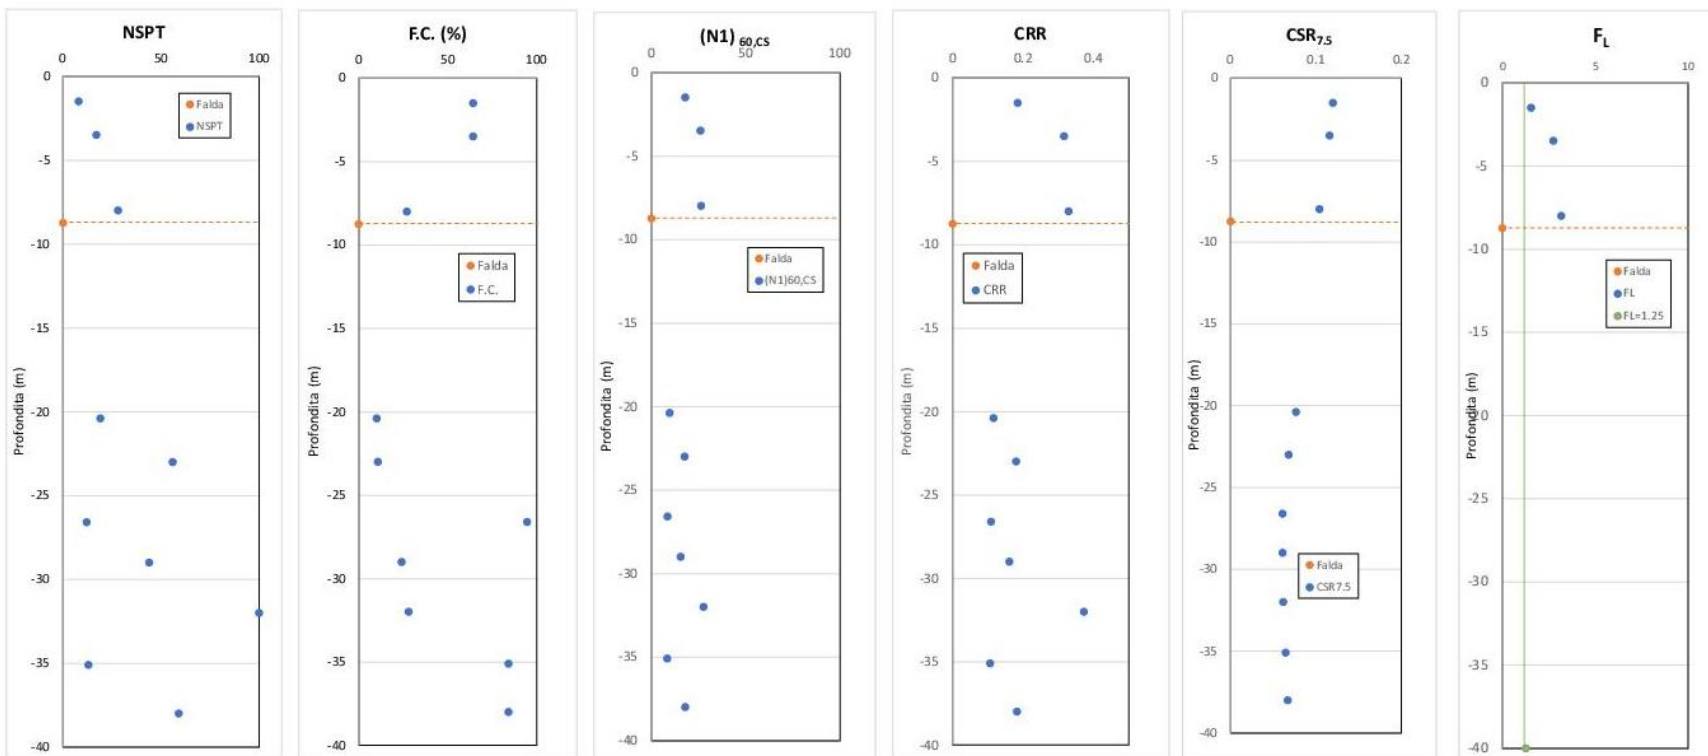 NSPT
0 50 100
0
-5
-10
-15
-20
-25
-30
-35
-40
Profondita (m)
Falda
NSPT
F.C. (%)
0 50 100
0
-5
-10
-15
-20
-25
-30
-35
-40
Profondita (m)
Falda
F.C.
(N1) 60,CS
0 50 100
0
-5
-10
-15
-20
-25
-30
-35
-40
Profondita (m)
Falda
(N1)60,CS
CRR
0 0.2 0.4
0
-5
-10
-15
-20
-25
-30
-35
-40
Profondita (m)
Falda
CRR
CSR7.5
0 0.1 0.2
0
-5
-10
-15
-20
-25
-30
-35
-40
Profondita (m)
Falda
CSR7.5
FL
0 5 10
0
-5
-10
-15
-20
-25
-30
-35
-40
Profondita (m)
Falda
FL
FL=1.25